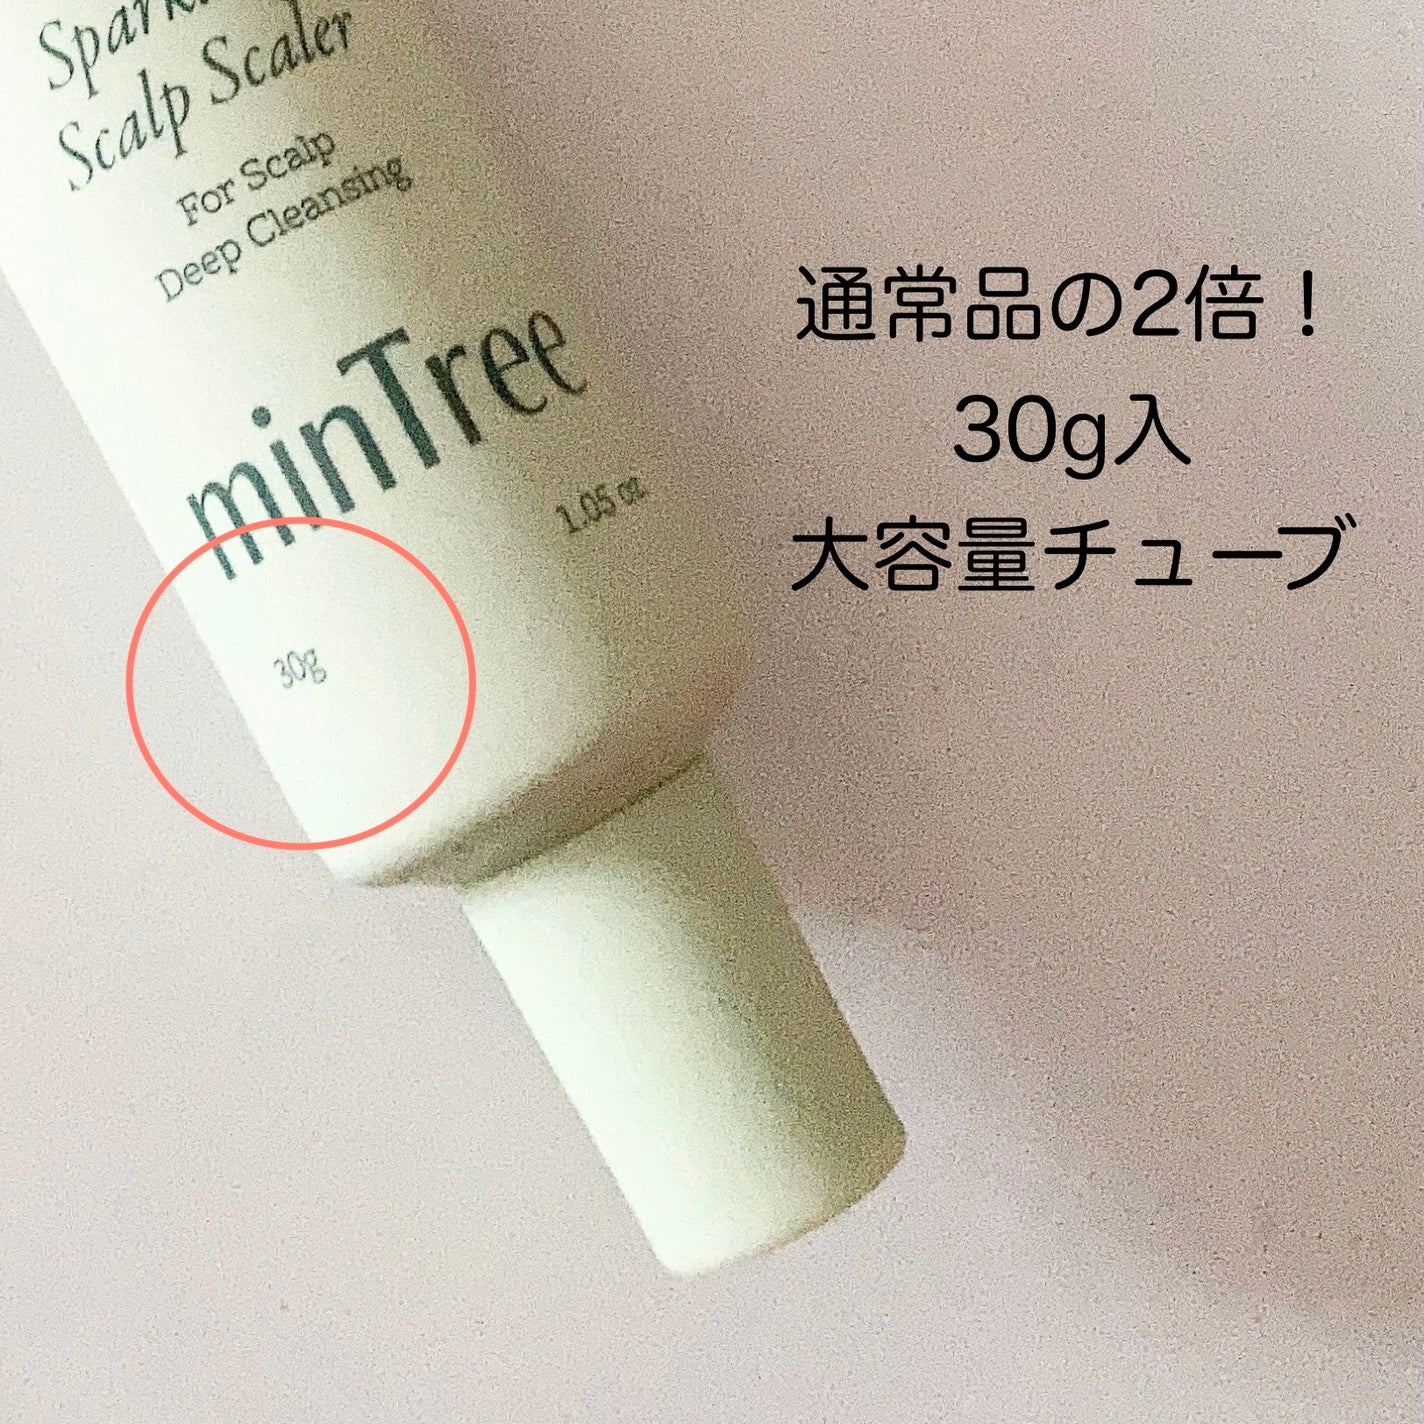 Scalp Scaler
For Scalp
Deep Cleansing
minTree
1.05 oz
30g
通常品の2倍！
30g入
大容量チューブ